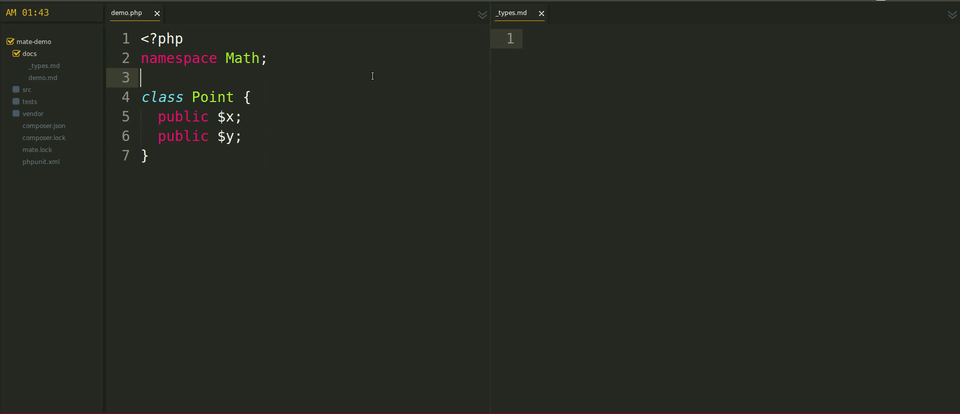 AM 01:43
mate-demo
docs
_types.md
demo.md
src
tests
vendor
composer.json
composer.lock
mate.lock
phpunit.xml
demo.php ×
1 <?php
2 namespace Math;
3
4 class Point {
5   public $x;
6   public $y;
7 }
_types.md ×
1